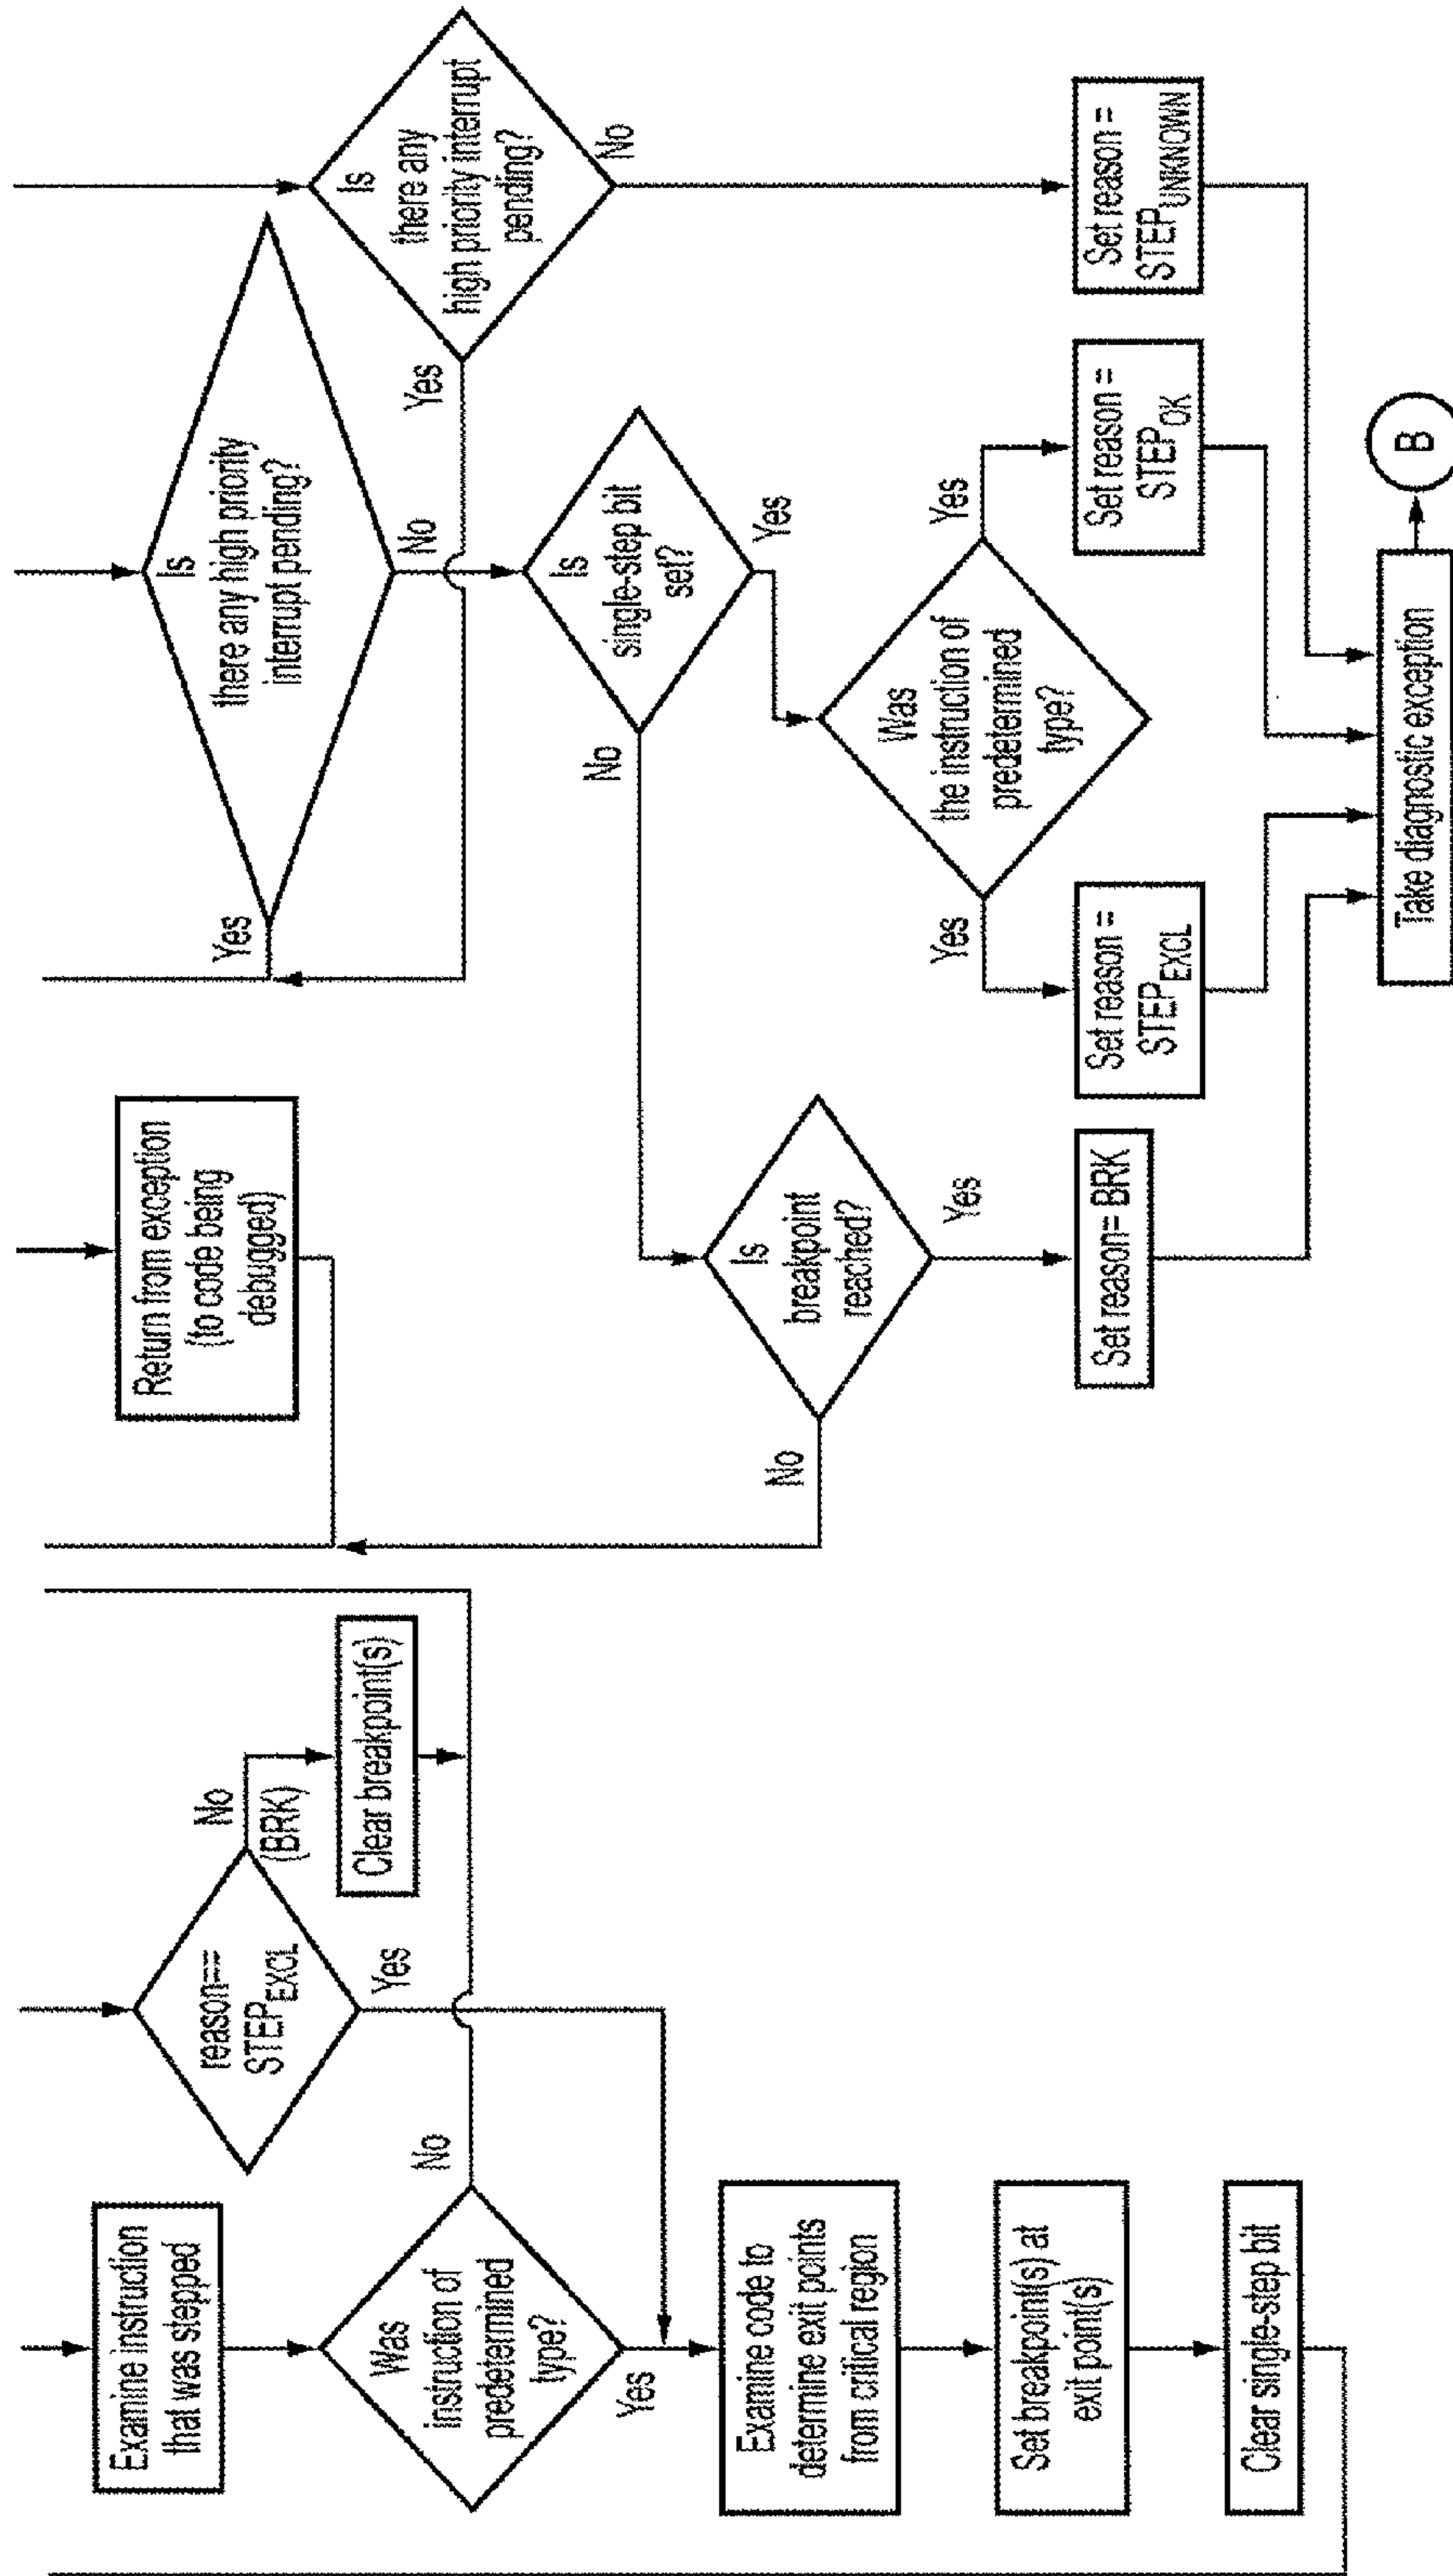 Examine instruction
that was stepped
Was
instruction of
predetermined
type?
No
Yes
Examine code to
determine exit points
from critical region
Set breakpoint(s) at
exit point(s)
Clear single-step bit
reason==
STEP_EXCL
No
(BRK)
Yes
Clear breakpoint(s)
Return from exception
(to code being
debugged)
Is
there any high priority
interrupt pending?
Yes
No
Is
there any
high priority interrupt
pending?
Yes
No
Is
single-step bit
set?
No
Yes
Is
breakpoint
reached?
No
Yes
Was
the instruction of
predetermined
type?
Yes
Yes
Set reason= BRK
Set reason =
STEP_EXCL
Set reason =
STEP_OK
Set reason =
STEP_UNKNOWN
Take diagnostic exception
B